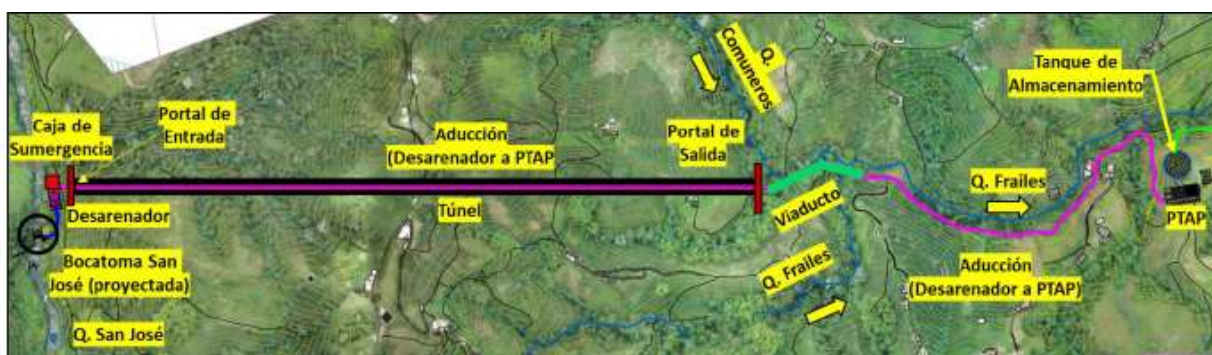 Q.
Comuneros
Tanque de
Almacenamiento
Caja de
Sumergencia
Portal de
Entrada
Aducción
(Desarenador a PTAP
Portal de
Salida
Q. Frailes
Desarenador
Túnel
Viaducto
PTAP
Bocatoma San
José (proyectada)
Q. Frailes
Aducción
(Desarenador a PTAP)
Q. San José